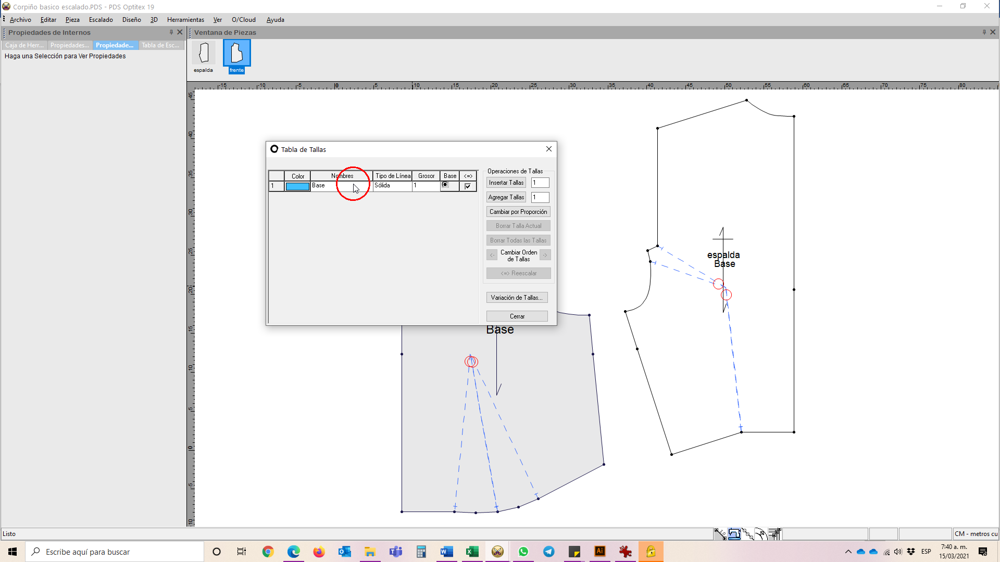 Corpiño basico escalado.PDS - PDS Optitex 19
Archivo Editar Pieza Escalado Diseño 3D Herramientas Ver O/Cloud Ayuda
Propiedades de Internos
Ventana de Piezas
Caja de Herr... Propiedades... Propiedade... Tabla de Esc...
Haga una Selección para Ver Propiedades
espalda frente
-15 -10 -5 0 5 10 15 20 25 30 35 40 45 50 55 60 65 70 75 80
45
40
35
30
25
20
15
10
5
0
-5
-10
Tabla de Tallas
Color Nombres Tipo de Línea Grosor Base <=>
1 Base Sólida 1
Operaciones de Tallas
Insertar Tallas 1
Agregar Tallas 1
Cambiar por Proporción
Borrar Talla Actual
Borrar Todas las Tallas
<- Cambiar Orden de Tallas ->
<=> Reescalar
Variación de Tallas...
Cerrar
Base
espalda
Base
Listo
CM - metros cu
Escribe aquí para buscar
ESP
7:40 a. m.
15/03/2021